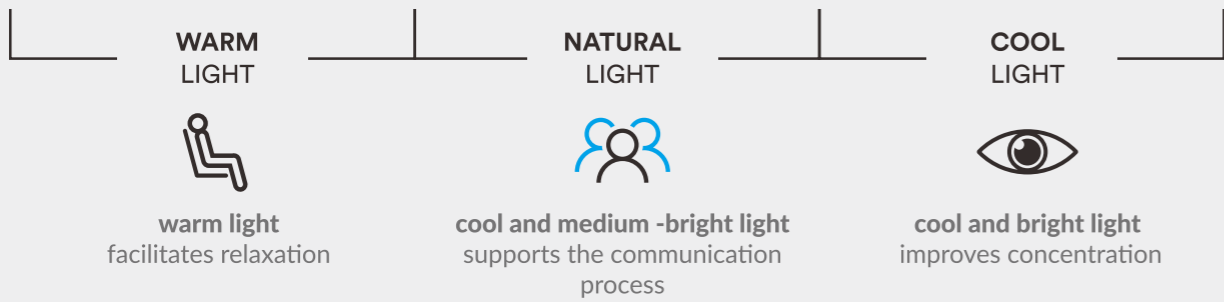 WARM
LIGHT
NATURAL
LIGHT
COOL
LIGHT
warm light
facilitates relaxation
cool and medium -bright light
supports the communication
process
cool and bright light
improves concentration